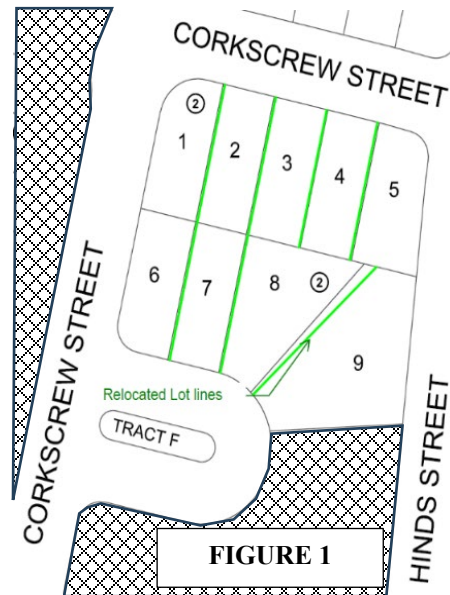 CORKSCREW STREET
②
1
2
3
4
5
6
7
8
②
9
CORKSCREW STREET
Relocated Lot lines
TRACT F
HINDS STREET
FIGURE 1